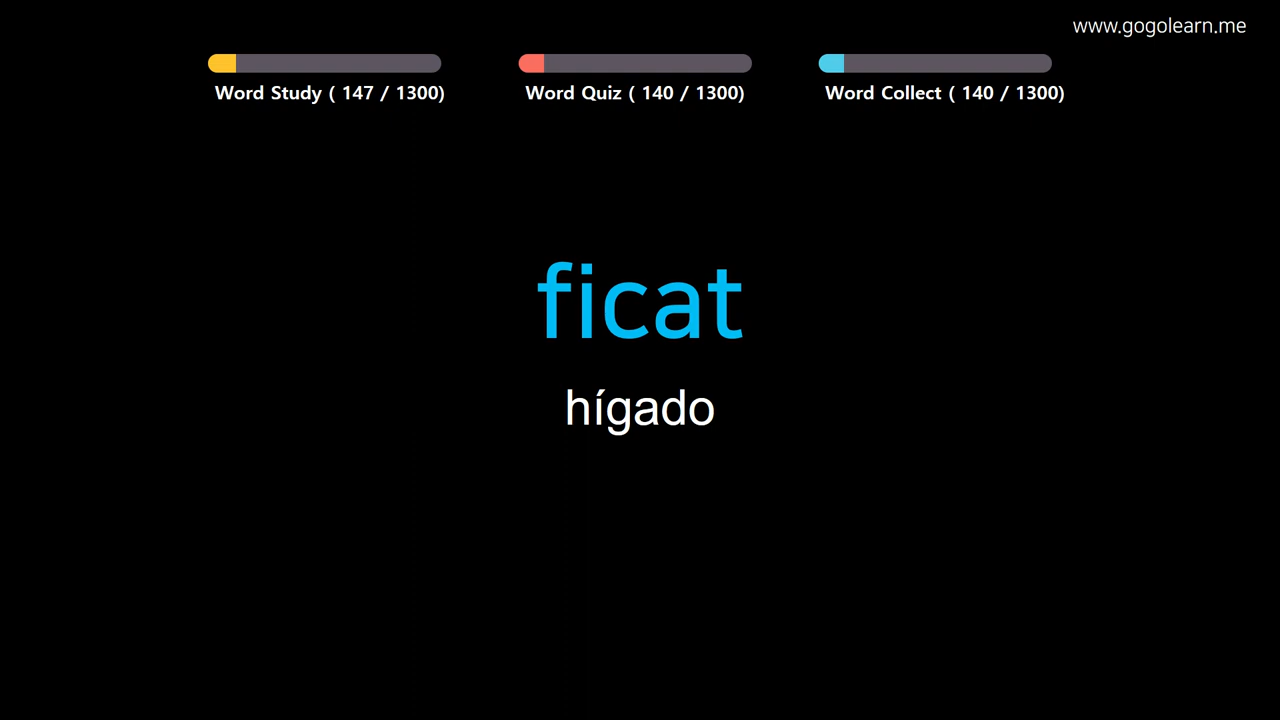 www.gogolearn.me
Word Study ( 147 / 1300)
Word Quiz ( 140 / 1300)
Word Collect ( 140 / 1300)
ficat
hígado